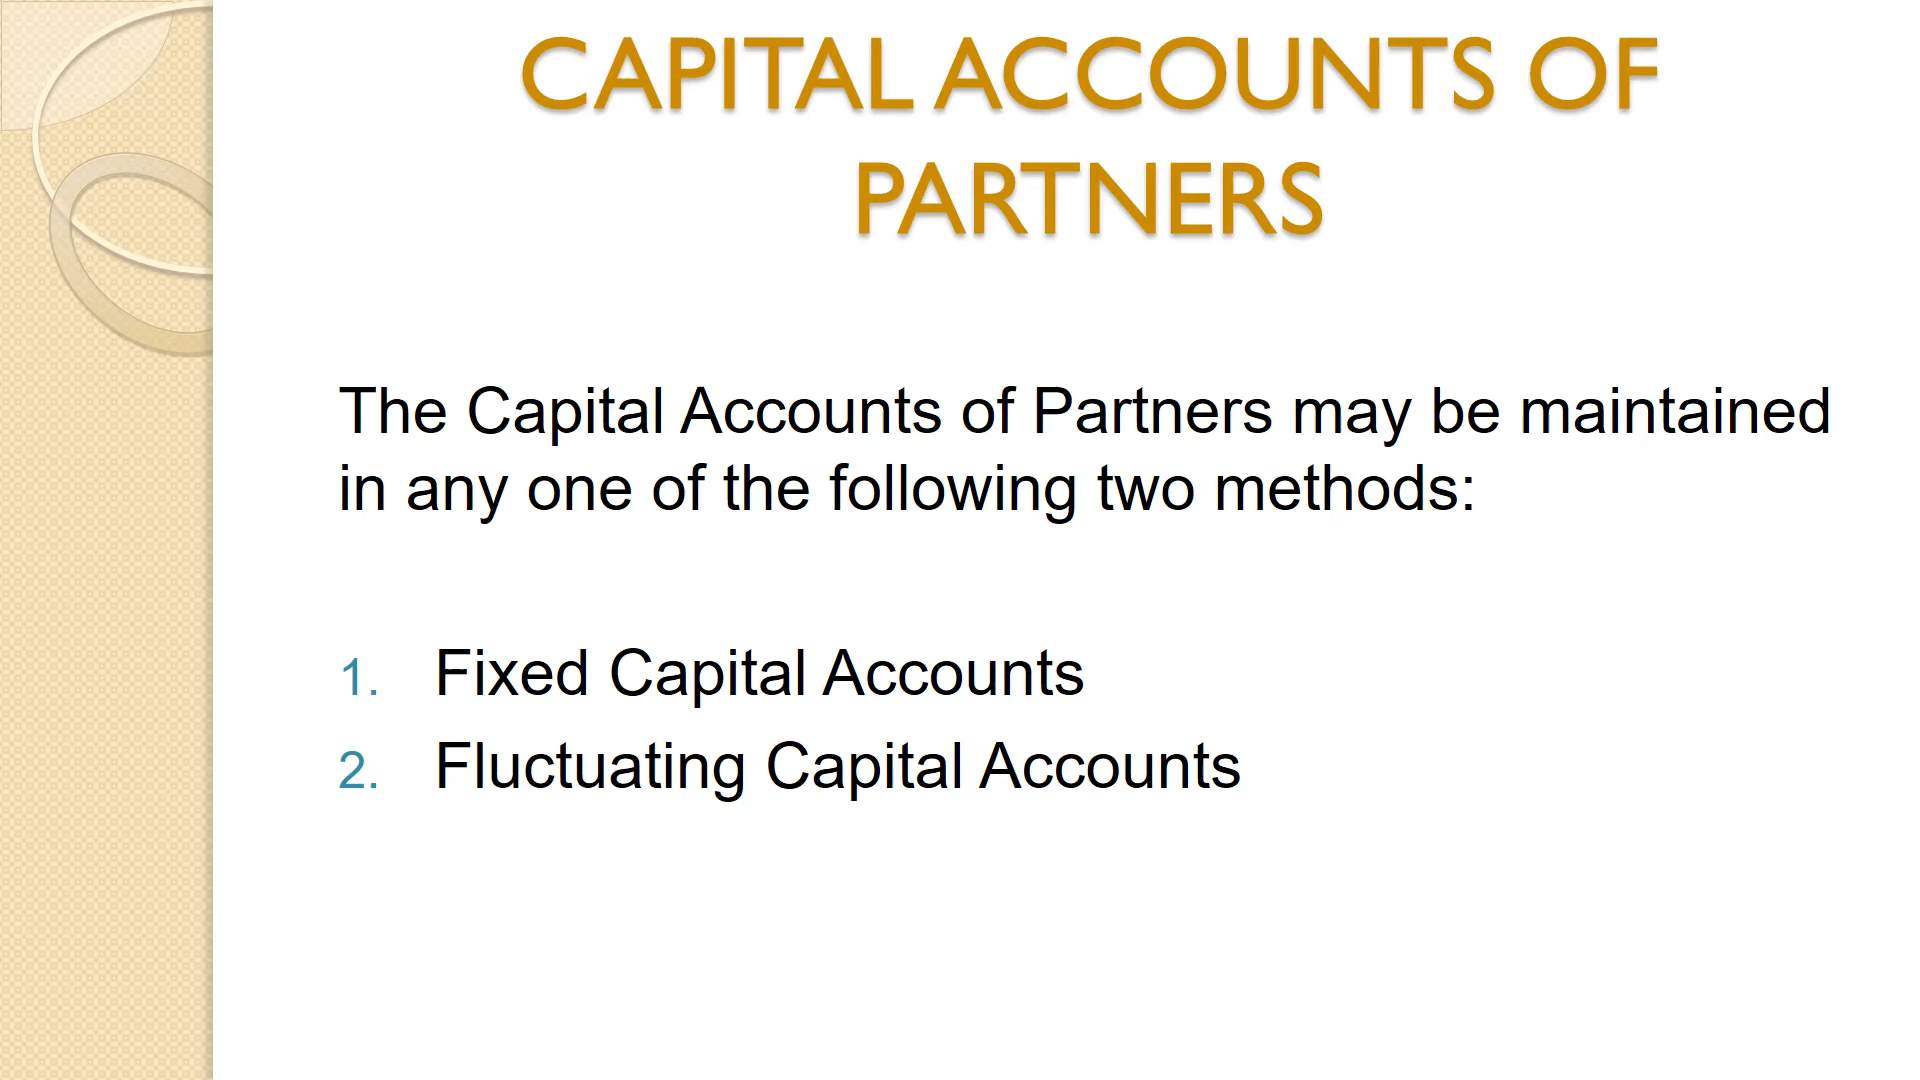 CAPITAL ACCOUNTS OF
PARTNERS
The Capital Accounts of Partners may be maintained
in any one of the following two methods:
1. Fixed Capital Accounts
2. Fluctuating Capital Accounts